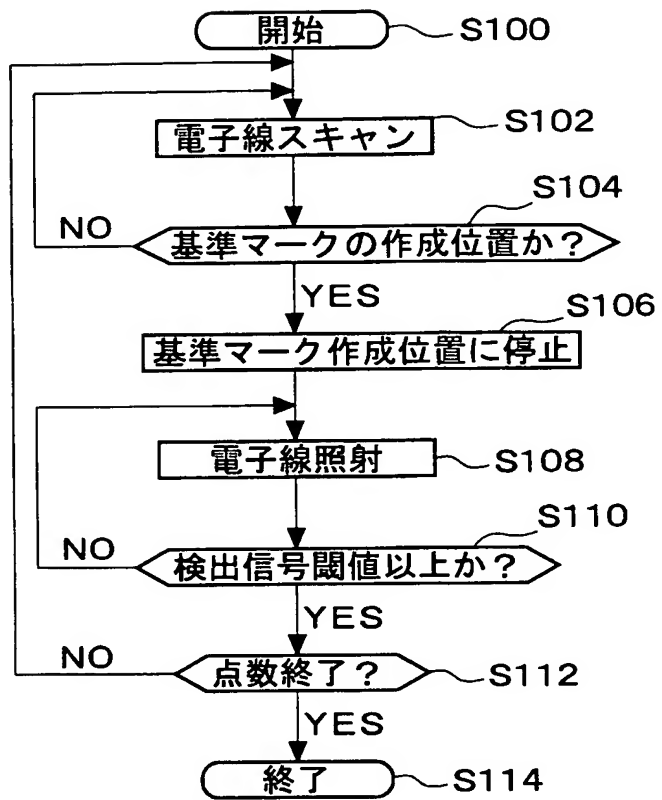 開始
S100
電子線スキャン
S102
基準マークの作成位置か?
S104
NO
YES
基準マーク作成位置に停止
S106
電子線照射
S108
検出信号閾値以上か?
S110
NO
YES
点数終了?
S112
NO
YES
終了
S114